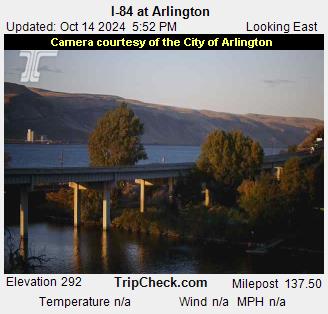 I-84 at Arlington
Updated: Oct 14 2024 5:52 PM Looking East
Camera courtesy of the City of Arlington
Elevation 292 TripCheck.com Milepost 137.50
Temperature n/a Wind n/a MPH n/a